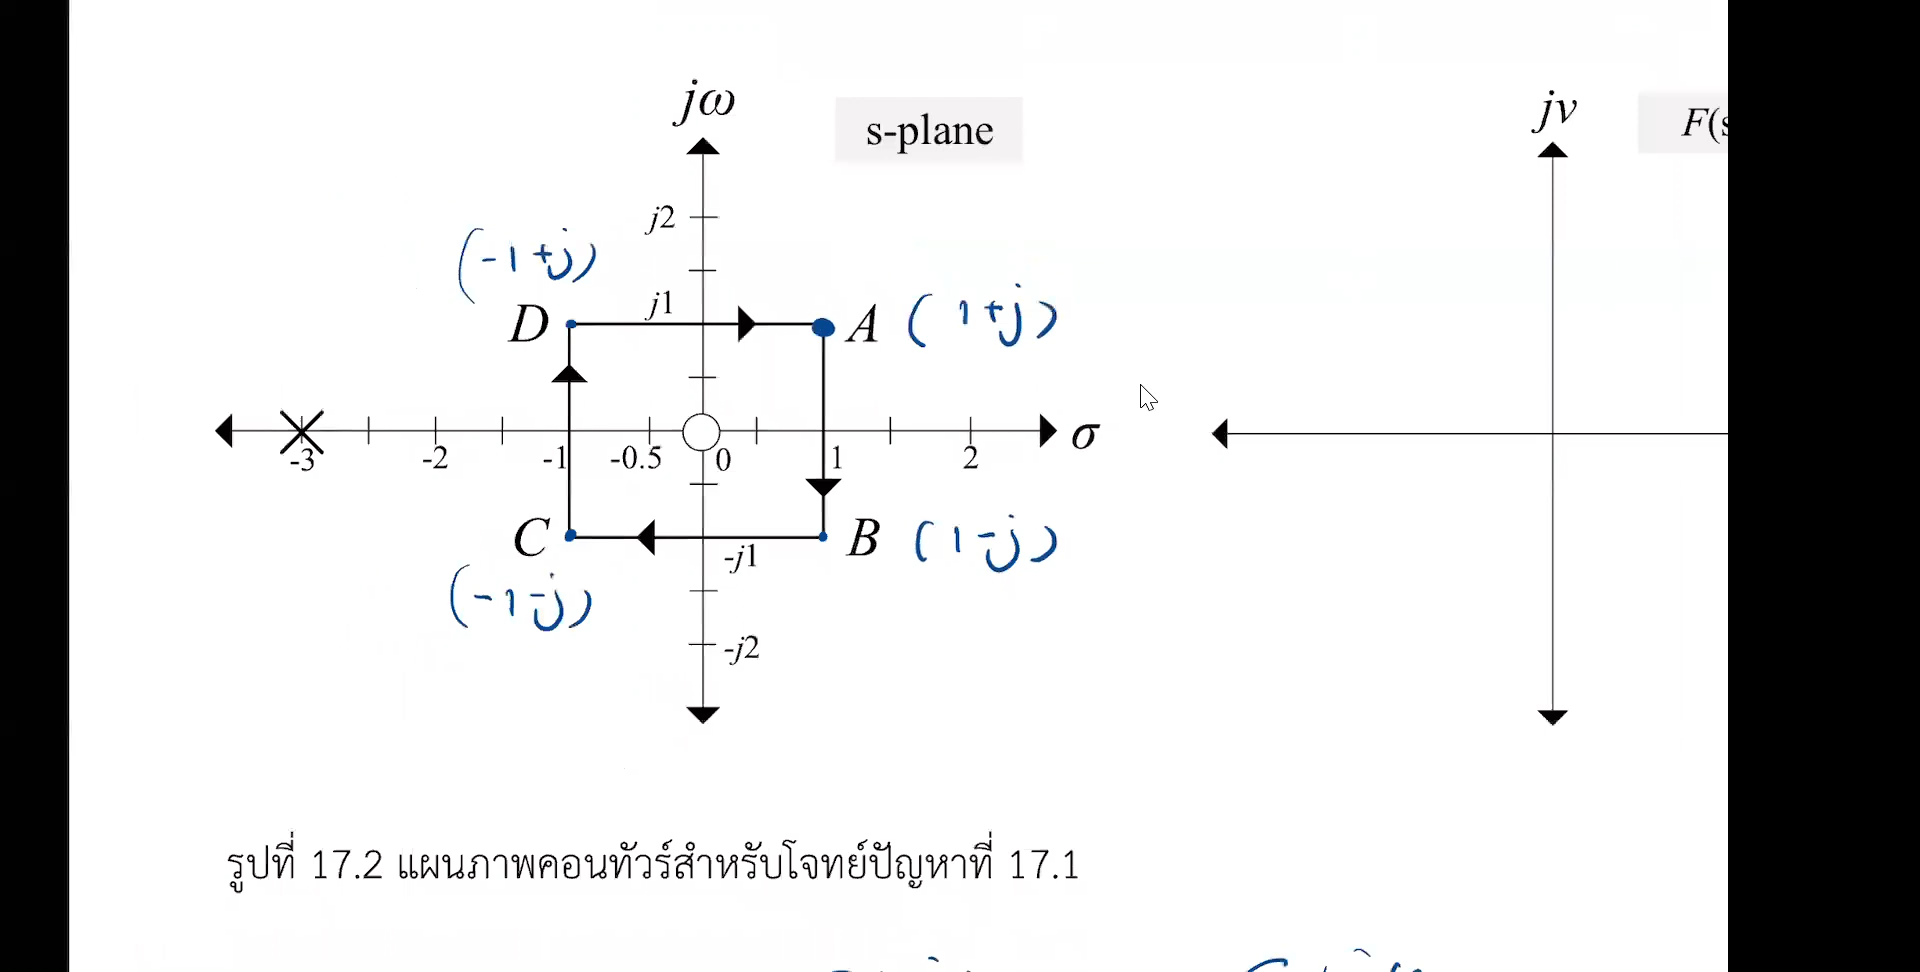 jω
s-plane
jv
F(s
j2
(-1+j)
j1
D
A (1+j)
-3
-2
-1
-0.5
0
1
2
σ
C
B (1-j)
-j1
(-1-j)
-j2
รูปที่ 17.2 แผนภาพคอนทัวร์สำหรับโจทย์ปัญหาที่ 17.1